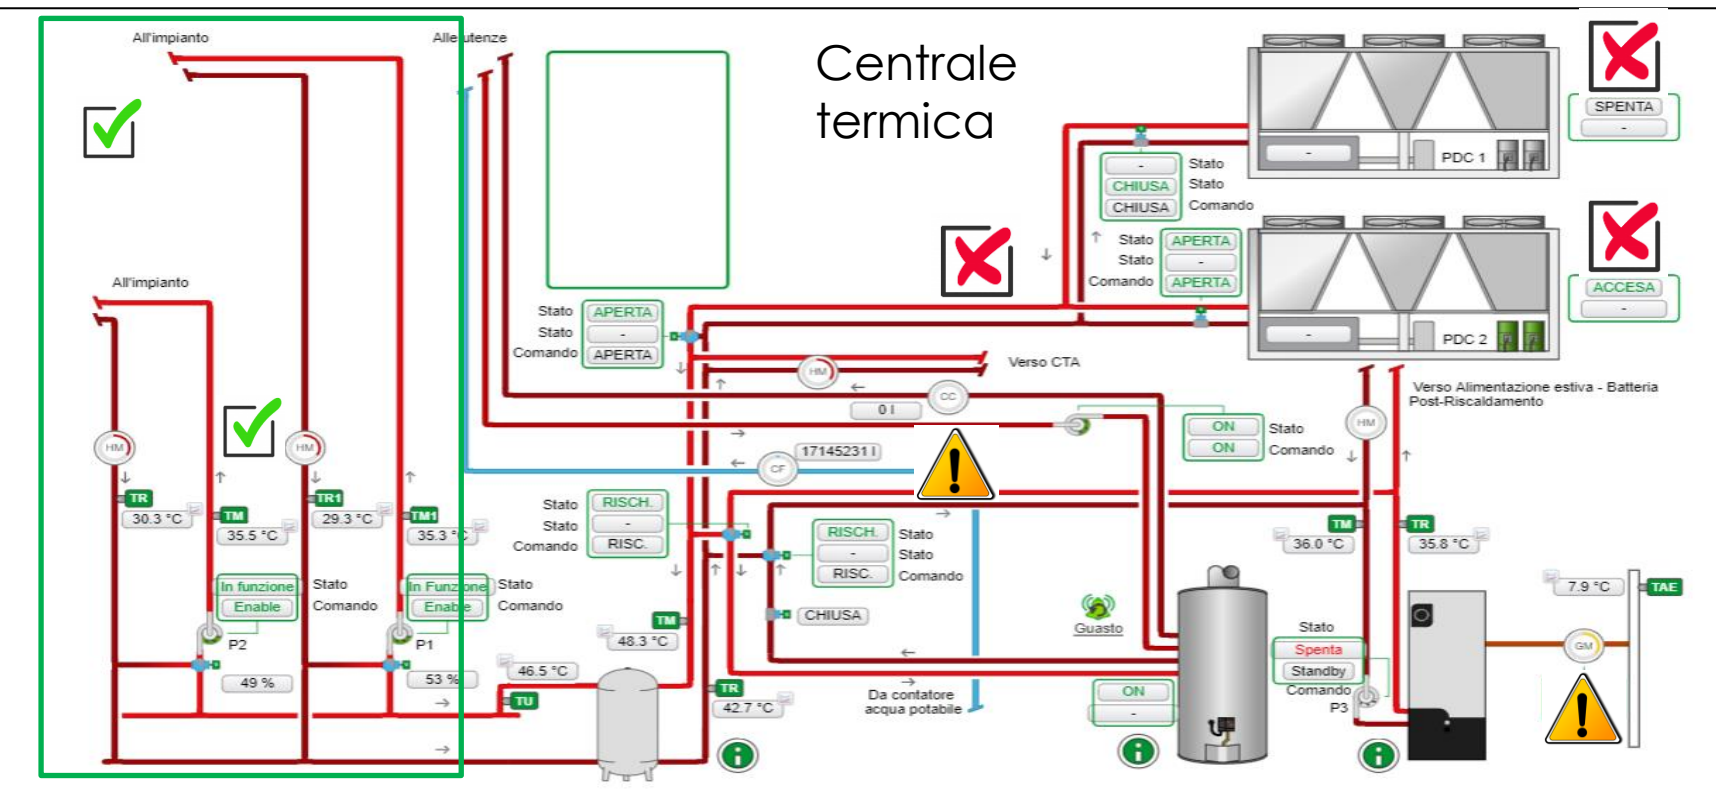 All'impianto
Alle utenze
Centrale
termica
SPENTA
-
-
PDC 1
-
Stato
CHIUSA
Stato
CHIUSA
Comando
Stato
APERTA
Stato
-
Comando
APERTA
ACCESA
-
-
PDC 2
All'impianto
Stato
APERTA
Stato
-
Comando
APERTA
HM
Verso CTA
CC
0 l
Verso Alimentazione estiva - Batteria
Post-Riscaldamento
HM
ON
Stato
ON
Comando
HM
HM
17145231 l
CF
TR
30.3 °C
TM
35.5 °C
TR1
29.3 °C
TM1
35.3 °C
Stato
RISCH.
Stato
-
Comando
RISC.
RISCH.
Stato
-
Stato
RISC.
Comando
TM
36.0 °C
TR
35.8 °C
In funzione
Stato
Enable
Comando
P2
In Funzione
Stato
Enable
Comando
P1
CHIUSA
7.9 °C
TAE
TM
48.3 °C
Guasto
Stato
Spenta
Standby
Comando
P3
GM
49 %
53 %
46.5 °C
TU
TR
42.7 °C
Da contatore
acqua potabile
ON
-